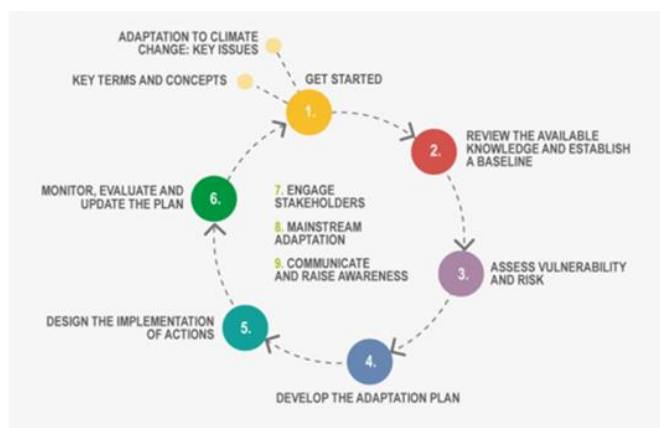 ADAPTATION TO CLIMATE
CHANGE: KEY ISSUES
KEY TERMS AND CONCEPTS
GET STARTED
1.
2.
REVIEW THE AVAILABLE
KNOWLEDGE AND ESTABLISH
A BASELINE
3.
ASSESS VULNERABILITY
AND RISK
4.
DEVELOP THE ADAPTATION PLAN
5.
DESIGN THE IMPLEMENTATION
OF ACTIONS
6.
MONITOR, EVALUATE AND
UPDATE THE PLAN
7. ENGAGE
STAKEHOLDERS
8. MAINSTREAM
ADAPTATION
9. COMMUNICATE
AND RAISE AWARENESS